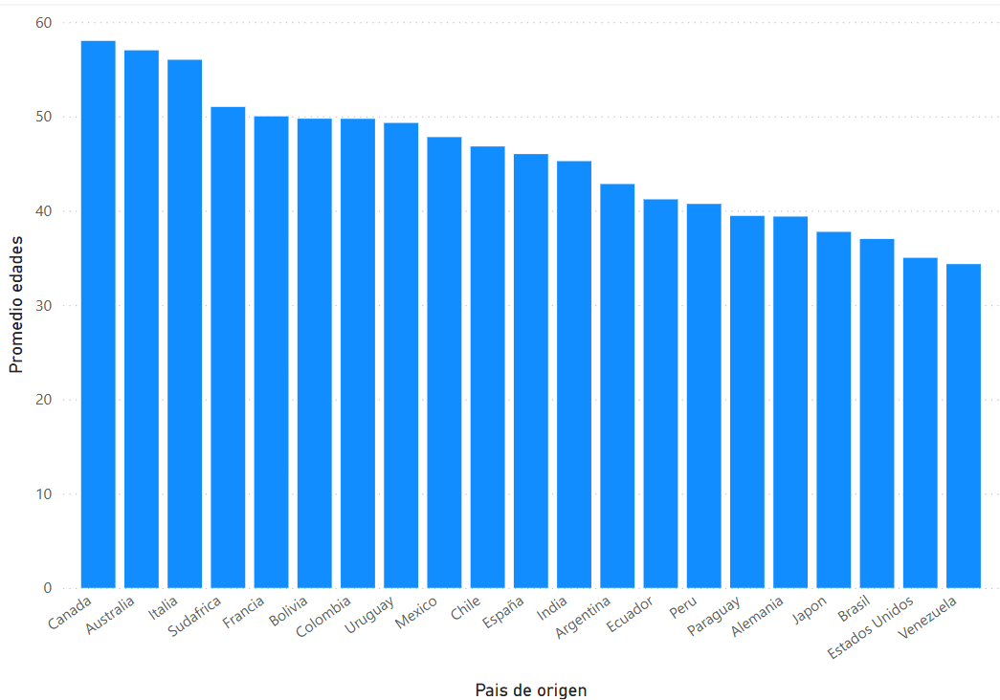 60
50
40
30
20
10
0
Promedio edades
Canada
Australia
Italia
Sudafrica
Francia
Bolivia
Colombia
Uruguay
Mexico
Chile
España
India
Argentina
Ecuador
Peru
Paraguay
Alemania
Japon
Brasil
Estados Unidos
Venezuela
Pais de origen